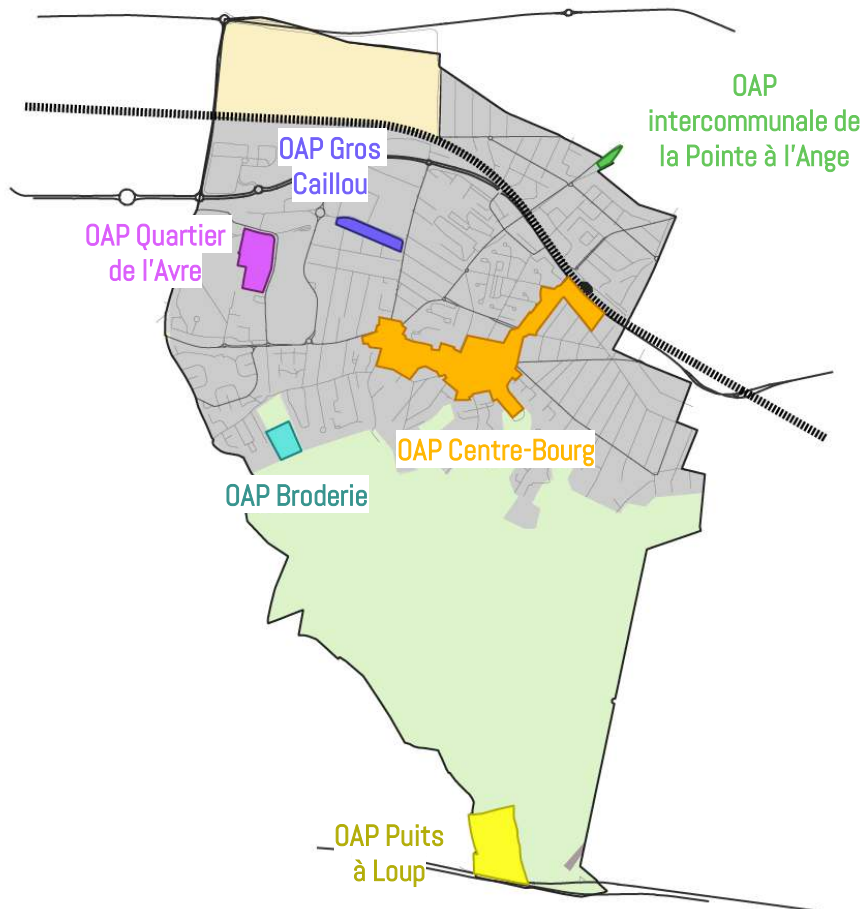 OAP
intercommunale de
la Pointe à l'Ange
OAP Gros
Caillou
OAP Quartier
de l'Avre
OAP Centre-Bourg
OAP Broderie
OAP Puits
à Loup